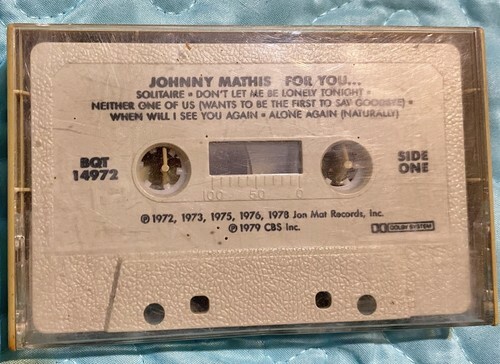 JOHNNY MATHIS FOR YOU...
SOLITAIRE • DON'T LET ME BE LONELY TONIGHT •
NEITHER ONE OF US (WANTS TO BE THE FIRST TO SAY GOODBYE) •
WHEN WILL I SEE YOU AGAIN • ALONE AGAIN (NATURALLY)
BQT
14972
SIDE
ONE
100 50 0
℗ 1972, 1973, 1975, 1976, 1978 Jon Mat Records, Inc.
℗ 1979 CBS Inc.
DOLBY SYSTEM